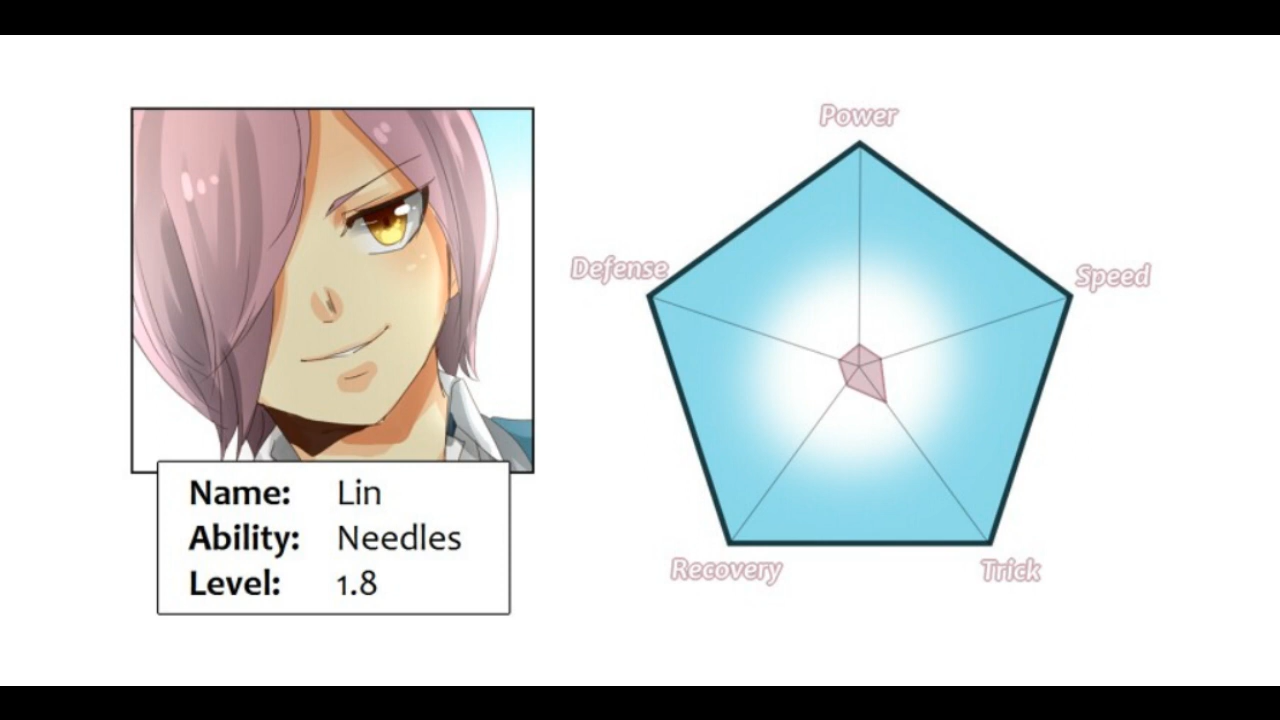 Power
Defense
Speed
Name: Lin
Ability: Needles
Level: 1.8
Recovery
Trick